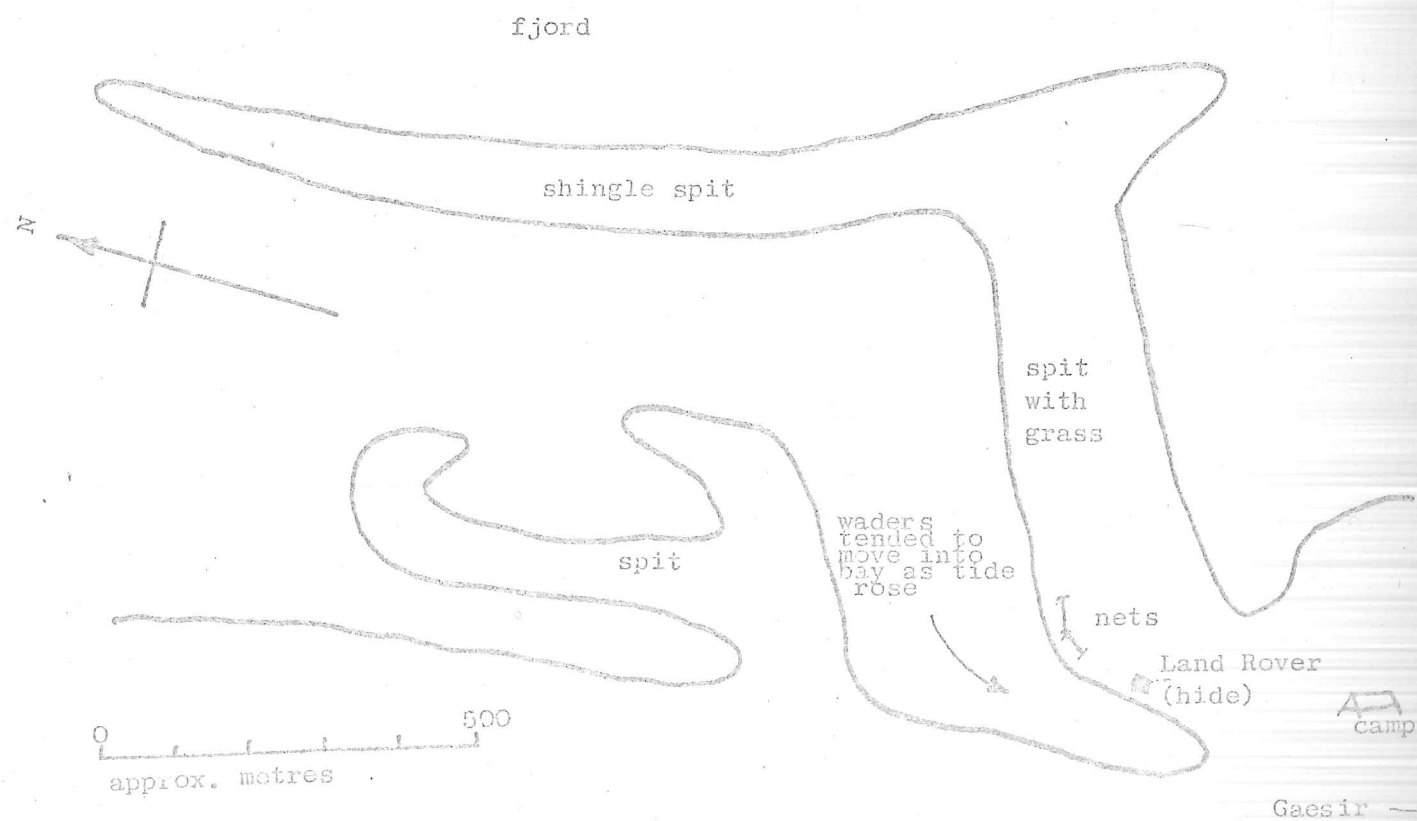 fjord
shingle spit
N
spit
with
grass
waders
tended to
move into
bay as tide
rose
spit
nets
Land Rover
(hide)
camp
0 500
approx. metres
Gaesir —